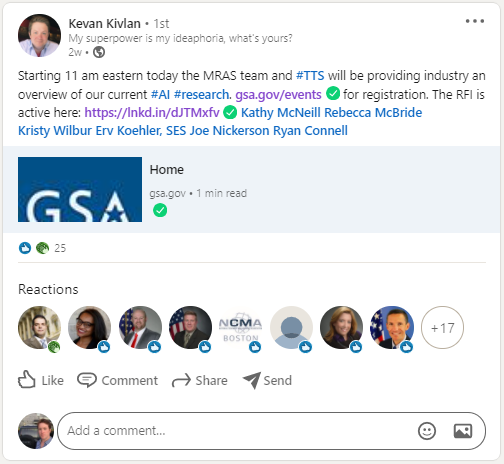 Kevan Kivlan • 1st
My superpower is my ideaphoria, what's yours?
2w •
Starting 11 am eastern today the MRAS team and #TTS will be providing industry an
overview of our current #AI #research. gsa.gov/events for registration. The RFI is
active here: https://lnkd.in/dJTMxfv Kathy McNeill Rebecca McBride
Kristy Wilbur Erv Koehler, SES Joe Nickerson Ryan Connell
GSA
Home
gsa.gov • 1 min read
25
Reactions
NCMA
BOSTON
+17
Like Comment Share Send
Add a comment...